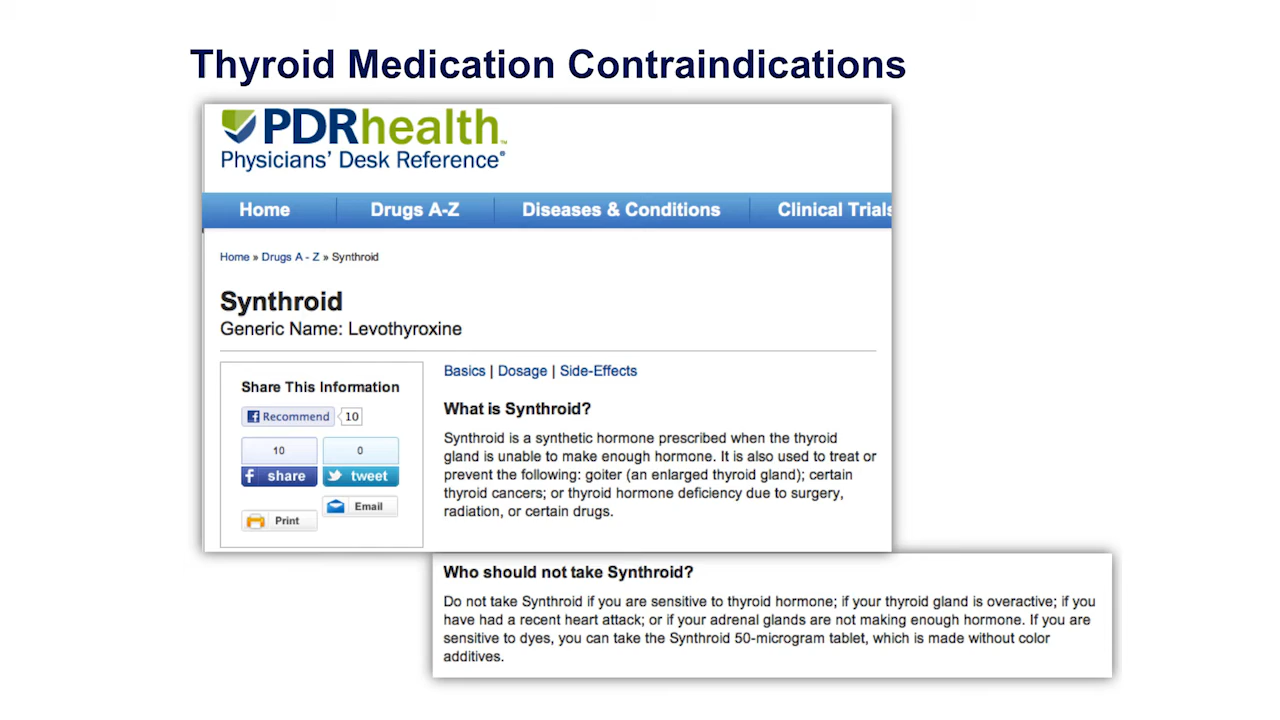 Thyroid Medication Contraindications
PDRhealth™
Physicians' Desk Reference®
Home Drugs A-Z Diseases & Conditions Clinical Trials
Home » Drugs A - Z » Synthroid
Synthroid
Generic Name: Levothyroxine
Share This Information
Recommend 10
10 0
share tweet
Print Email
Basics | Dosage | Side-Effects
What is Synthroid?
Synthroid is a synthetic hormone prescribed when the thyroid
gland is unable to make enough hormone. It is also used to treat or
prevent the following: goiter (an enlarged thyroid gland); certain
thyroid cancers; or thyroid hormone deficiency due to surgery,
radiation, or certain drugs.
Who should not take Synthroid?
Do not take Synthroid if you are sensitive to thyroid hormone; if your thyroid gland is overactive; if you
have had a recent heart attack; or if your adrenal glands are not making enough hormone. If you are
sensitive to dyes, you can take the Synthroid 50-microgram tablet, which is made without color
additives.